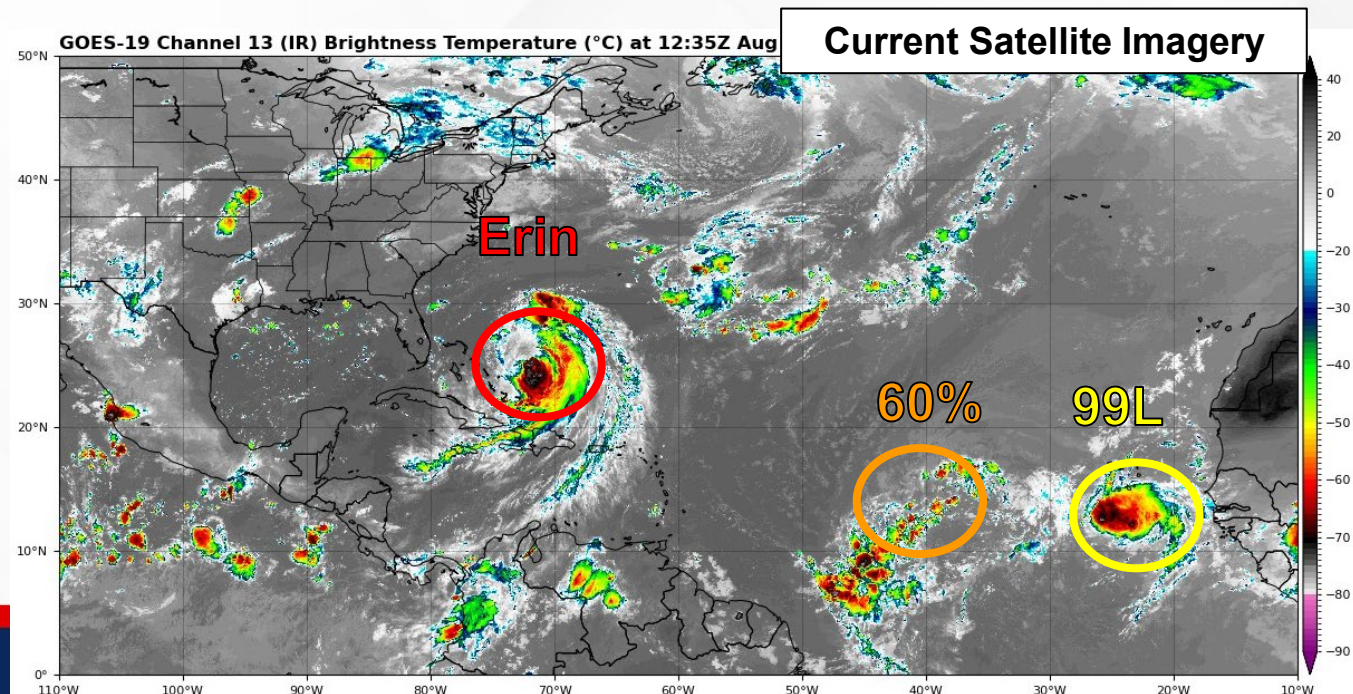 GOES-19 Channel 13 (IR) Brightness Temperature (°C) at 12:35Z Aug
Current Satellite Imagery
50°N
40°N
30°N
20°N
10°N
0°
Erin
60%
99L
40
20
0
−20
−30
−40
−50
−60
−70
−80
−90
110°W 100°W 90°W 80°W 70°W 60°W 50°W 40°W 30°W 20°W 10°W